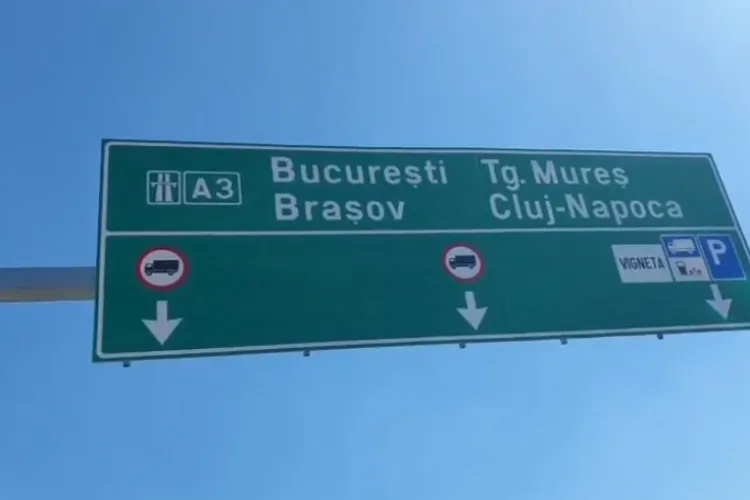 A3 București Tg. Mureș
Brașov Cluj-Napoca
VIGNETA P